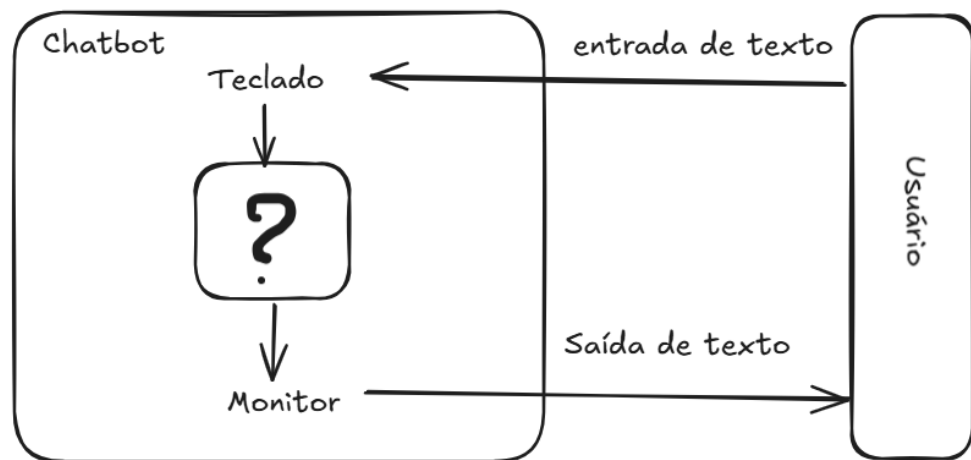 Chatbot
entrada de texto
Teclado
?
Usuário
Saída de texto
Monitor